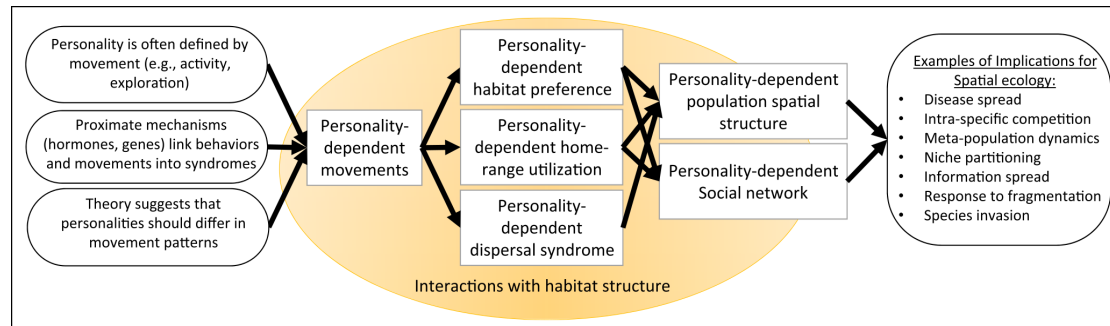 Personality is often defined by
movement (e.g., activity,
exploration)
Proximate mechanisms
(hormones, genes) link behaviors
and movements into syndromes
Theory suggests that
personalities should differ in
movement patterns
Personality-
dependent
movements
Personality-
dependent
habitat preference
Personality-
dependent home-
range utilization
Personality-
dependent
dispersal syndrome
Interactions with habitat structure
Personality-dependent
population spatial
structure
Personality-dependent
Social network
Examples of Implications for
Spatial ecology:
• Disease spread
• Intra-specific competition
• Meta-population dynamics
• Niche partitioning
• Information spread
• Response to fragmentation
• Species invasion